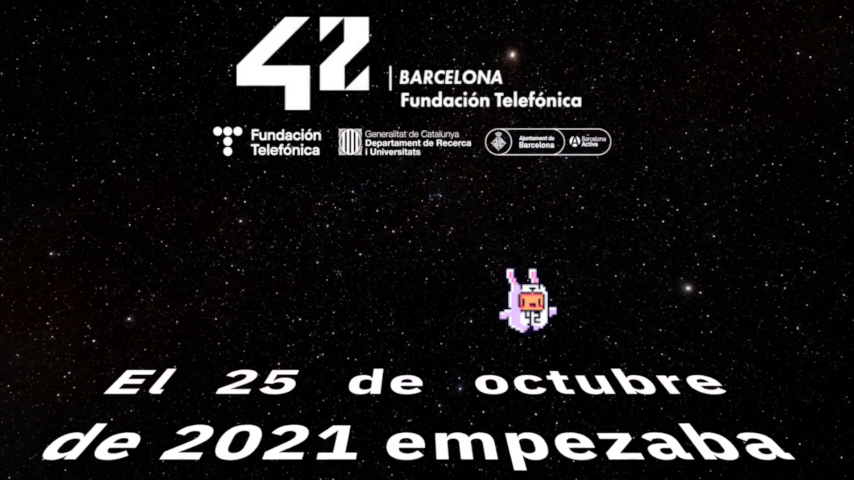 42
BARCELONA
Fundación Telefónica
Fundación
Telefónica
Generalitat de Catalunya
Departament de Recerca
i Universitats
Ajuntament de
Barcelona
Barcelona
Activa
El 25 de octubre
de 2021 empezaba